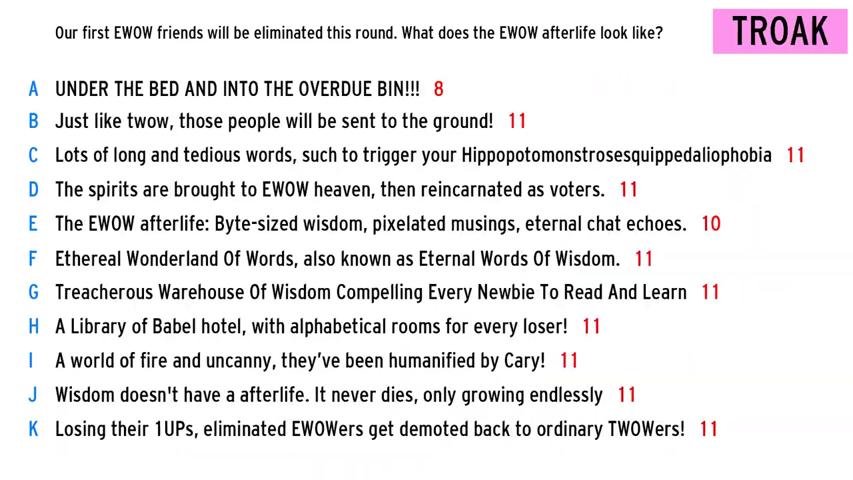 Our first EWOW friends will be eliminated this round. What does the EWOW afterlife look like?
TROAK
A UNDER THE BED AND INTO THE OVERDUE BIN!!! 8
B Just like twow, those people will be sent to the ground! 11
C Lots of long and tedious words, such to trigger your Hippopotomonstrosesquippedaliophobia 11
D The spirits are brought to EWOW heaven, then reincarnated as voters. 11
E The EWOW afterlife: Byte-sized wisdom, pixelated musings, eternal chat echoes. 10
F Ethereal Wonderland Of Words, also known as Eternal Words Of Wisdom. 11
G Treacherous Warehouse Of Wisdom Compelling Every Newbie To Read And Learn 11
H A Library of Babel hotel, with alphabetical rooms for every loser! 11
I A world of fire and uncanny, they've been humanified by Cary! 11
J Wisdom doesn't have a afterlife. It never dies, only growing endlessly 11
K Losing their 1UPs, eliminated EWOWers get demoted back to ordinary TWOWers! 11